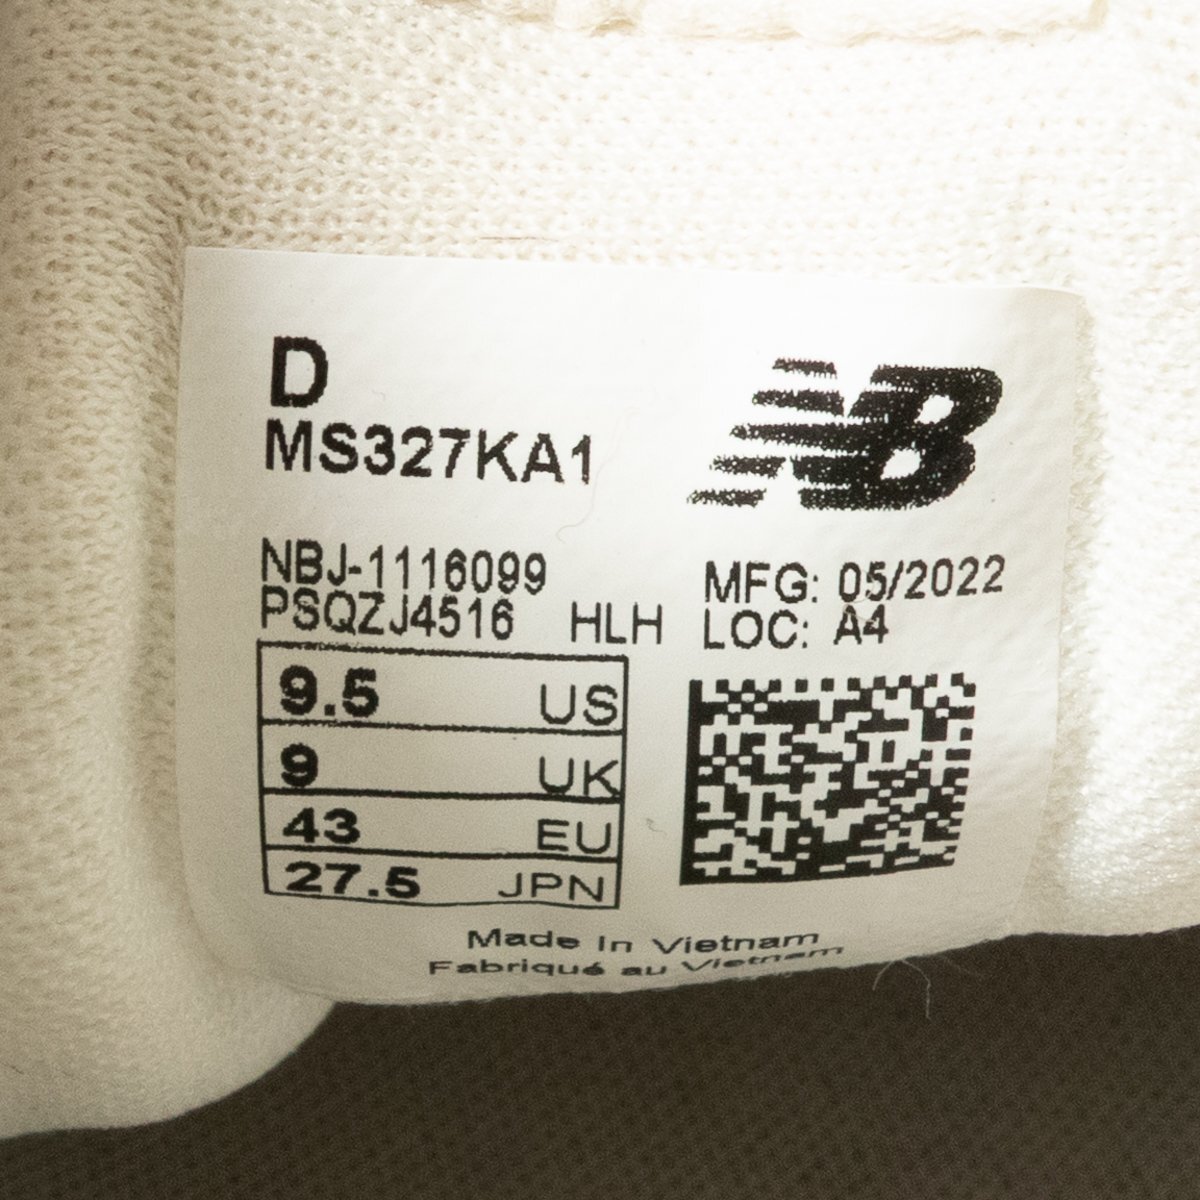 D
MS327KA1
NB
NBJ-1116099
PSQZJ4516 HLH
MFG: 05/2022
LOC: A4
9.5 US
9 UK
43 EU
27.5 JPN
Made In Vietnam
Fabriqué au Vietnam